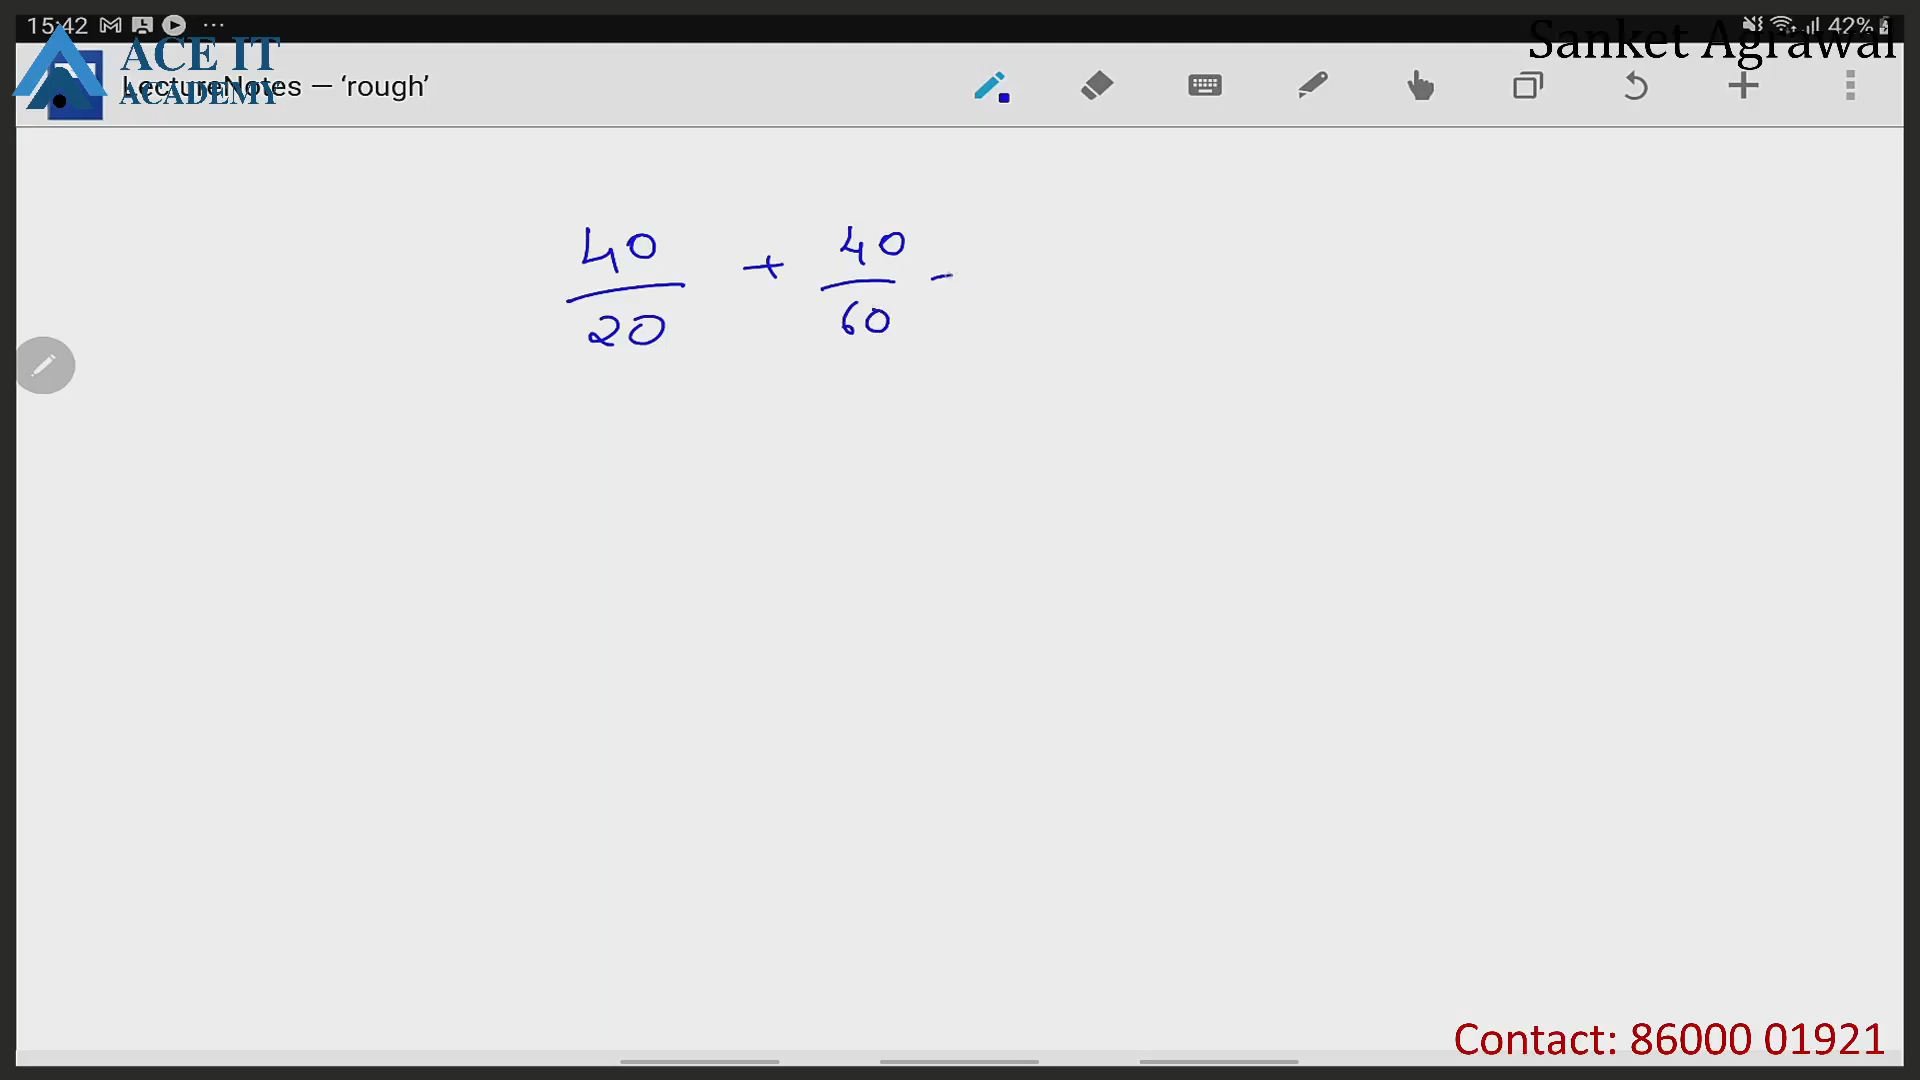 15:42 ... 42%
ACE IT
ACADEMY
LectureNotes — ‘rough’
Sanket Agrawal
40/20 + 40/60 -
Contact: 86000 01921